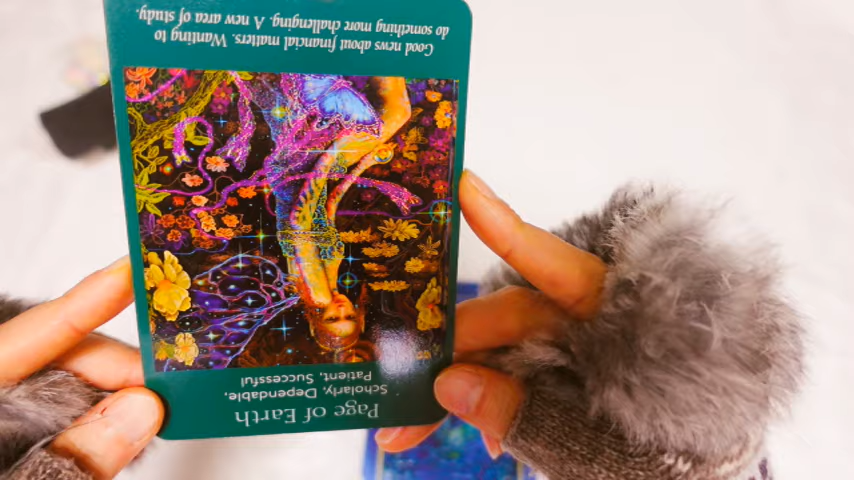 Page of Earth
Scholarly, Dependable,
Patient, Successful
Good news about financial matters. Wanting to
do something more challenging. A new area of study.